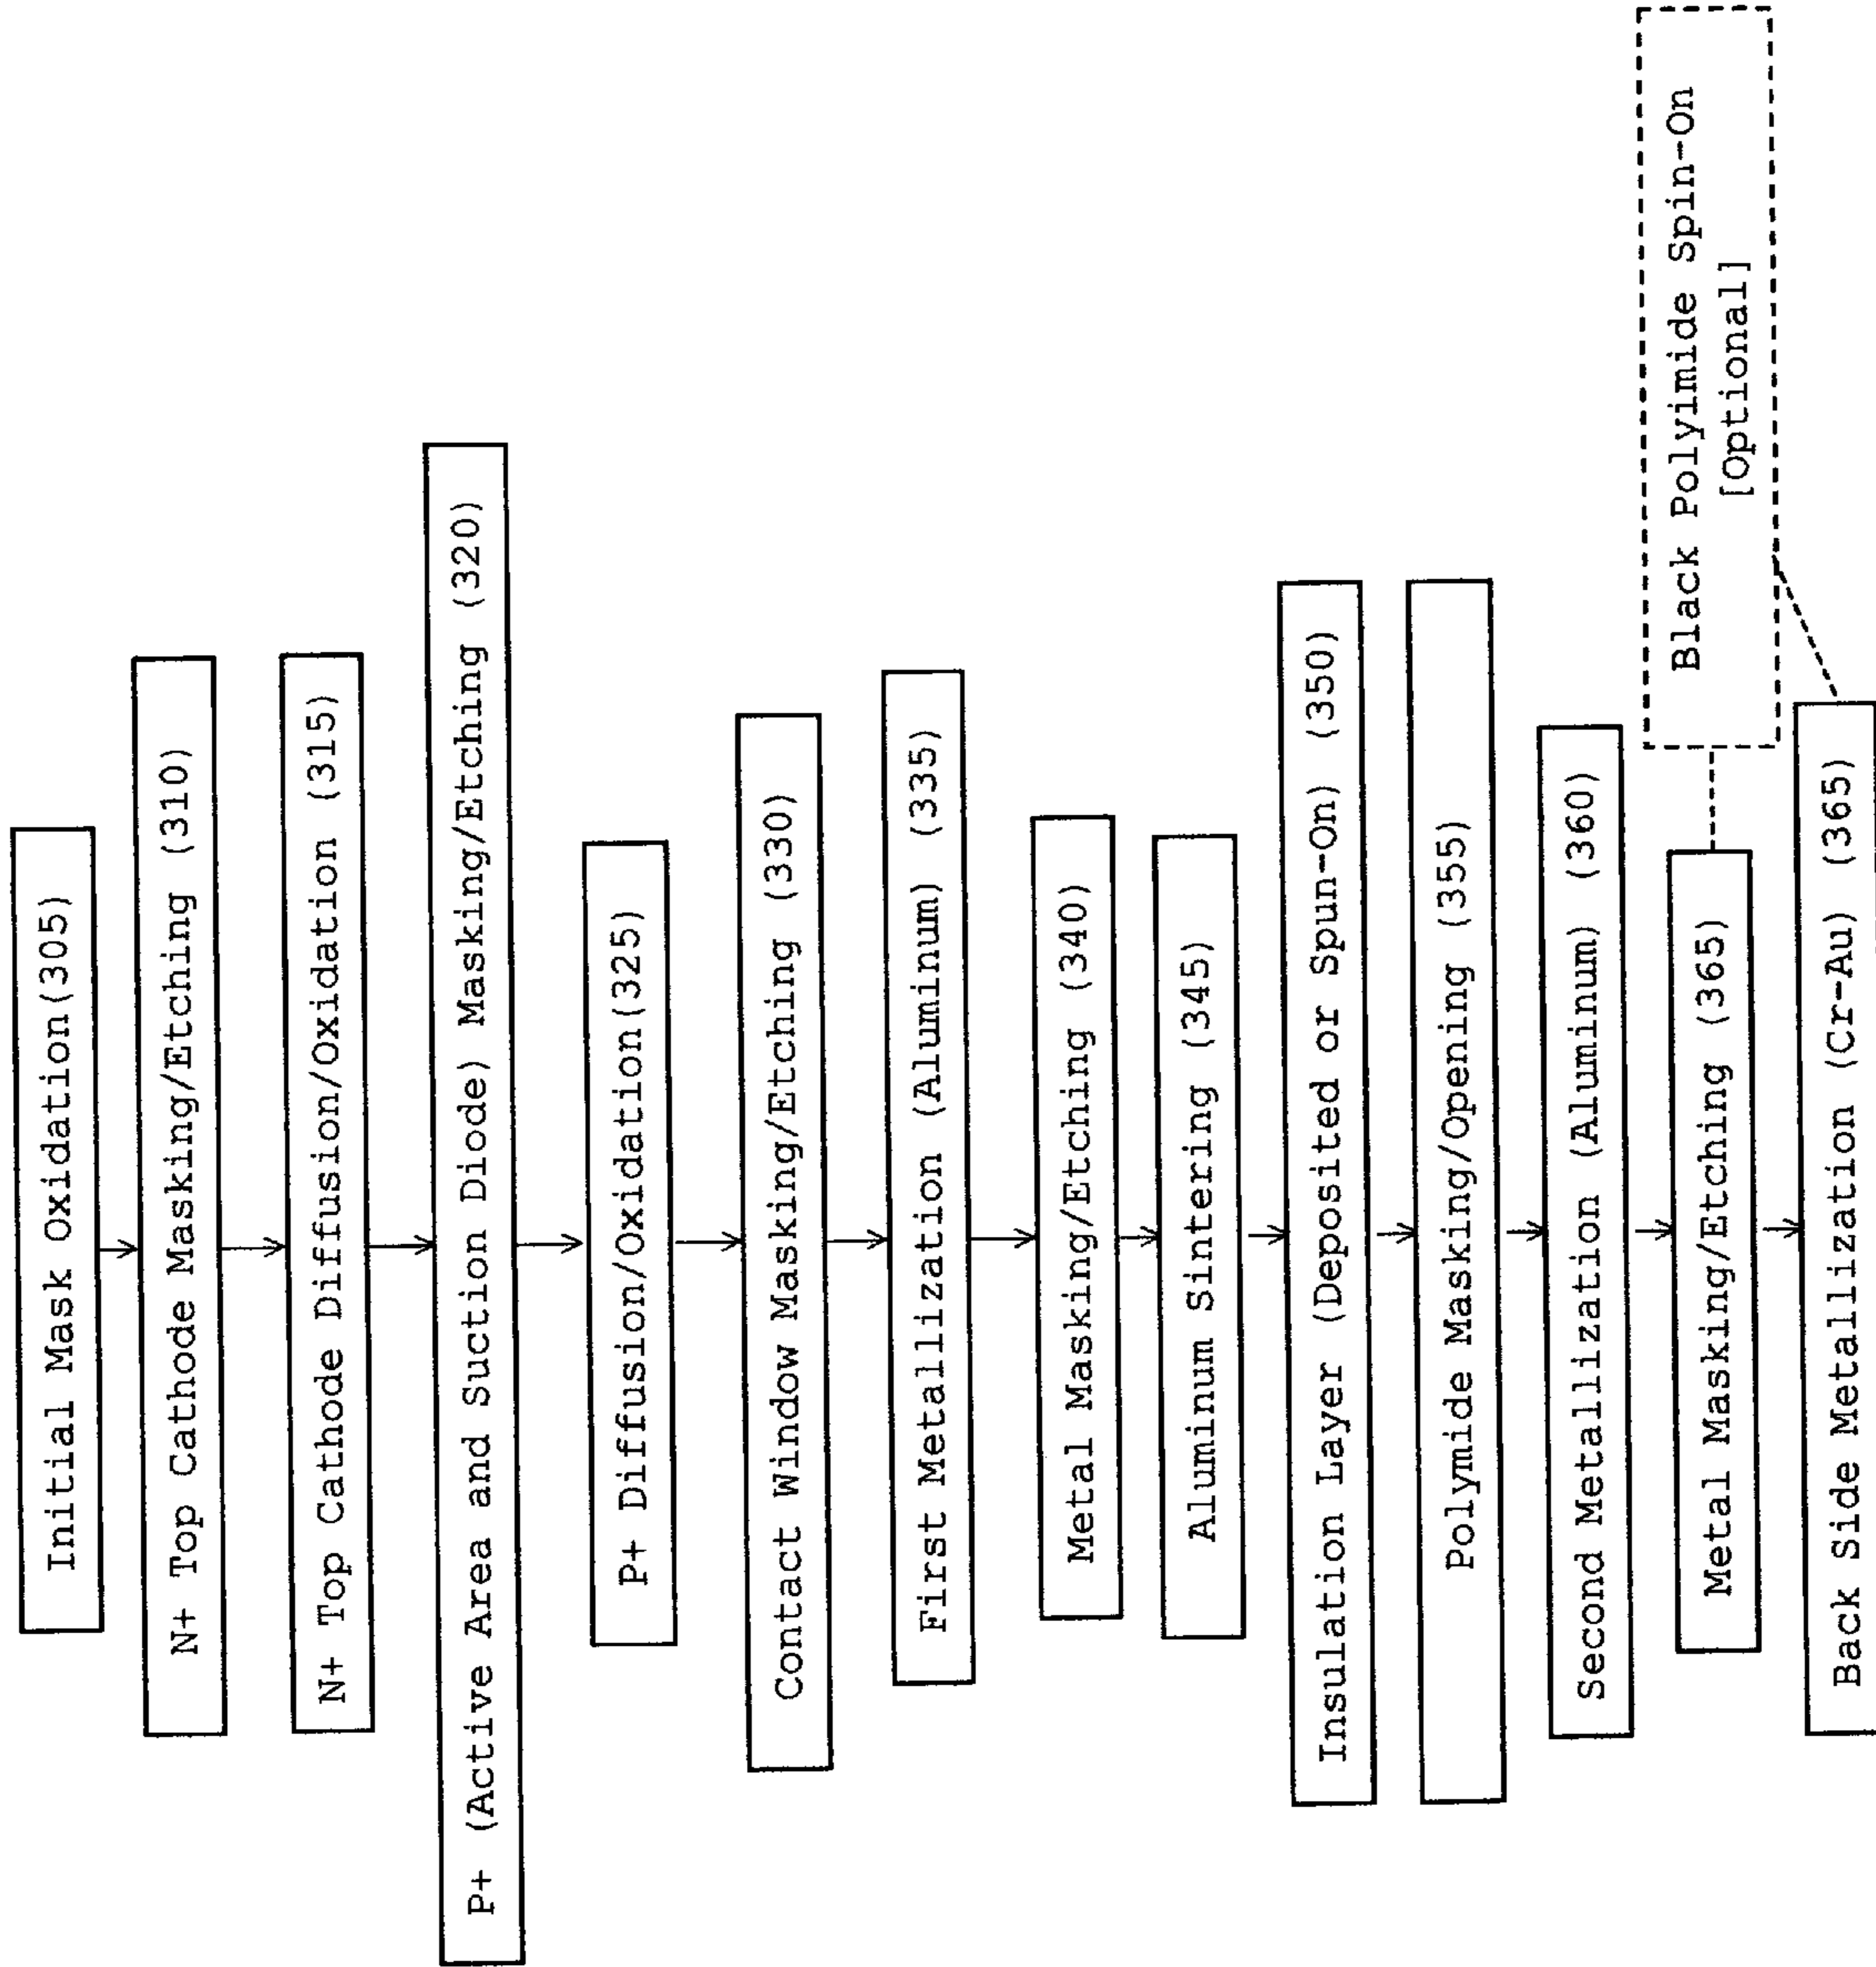 Initial Mask Oxidation(305)
N+ Top Cathode Masking/Etching (310)
N+ Top Cathode Diffusion/Oxidation (315)
P+ (Active Area and Suction Diode) Masking/Etching (320)
P+ Diffusion/Oxidation(325)
Contact Window Masking/Etching (330)
First Metallization (Aluminum) (335)
Metal Masking/Etching (340)
Aluminum Sintering (345)
Insulation Layer (Deposited or Spun-On) (350)
Polymide Masking/Opening (355)
Second Metallization (Aluminum) (360)
Metal Masking/Etching (365)
Black Polyimide Spin-On
[Optional]
Back Side Metallization (Cr-Au) (365)